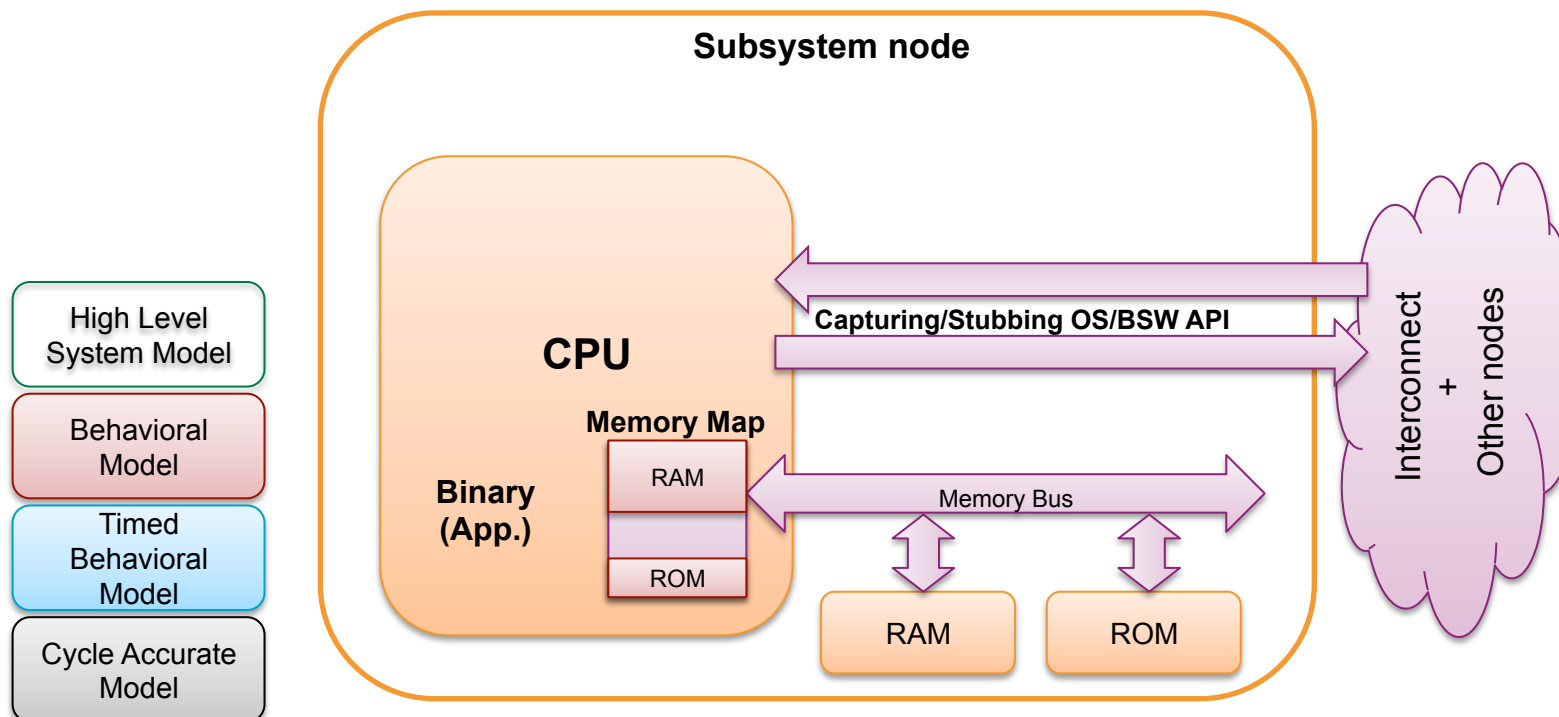 Subsystem node
High Level
System Model
Behavioral
Model
Timed
Behavioral
Model
Cycle Accurate
Model
CPU
Memory Map
RAM
ROM
Binary
(App.)
Capturing/Stubbing OS/BSW API
Memory Bus
RAM
ROM
Interconnect
+
Other nodes